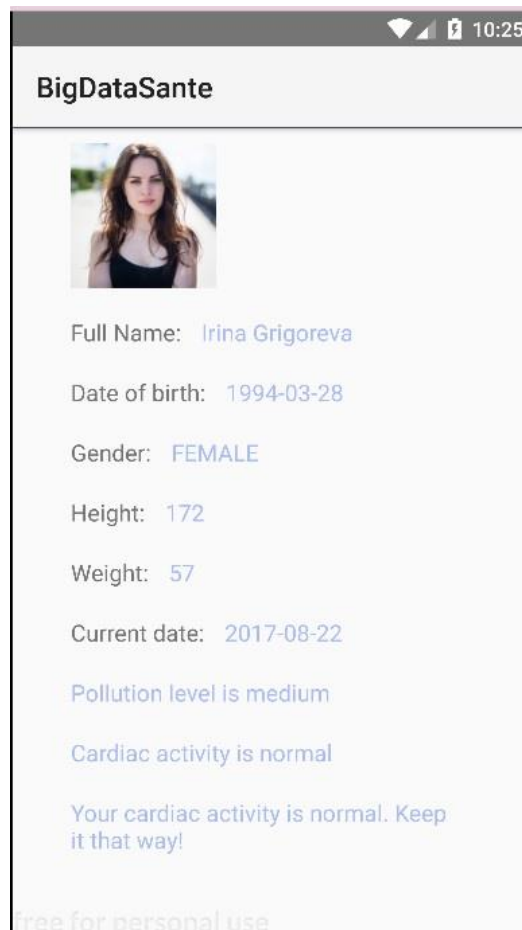 10:25
BigDataSante
Full Name: Irina Grigoreva
Date of birth: 1994-03-28
Gender: FEMALE
Height: 172
Weight: 57
Current date: 2017-08-22
Pollution level is medium
Cardiac activity is normal
Your cardiac activity is normal. Keep
it that way!
free for personal use